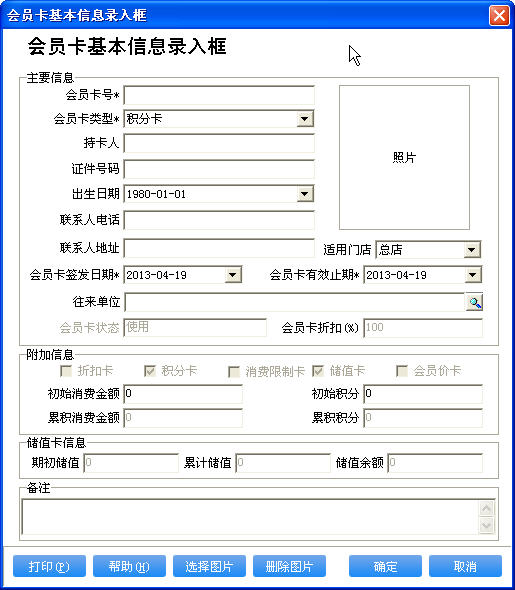 会员卡基本信息录入框
会员卡基本信息录入框
主要信息
会员卡号*
会员卡类型* 积分卡
持卡人
照片
证件号码
出生日期 1980-01-01
联系人电话
联系人地址 适用门店 总店
会员卡签发日期* 2013-04-19 会员卡有效止期* 2013-04-19
往来单位
会员卡状态 使用 会员卡折扣(%) 100
附加信息
折扣卡 积分卡 消费限制卡 储值卡 会员价卡
初始消费金额 0 初始积分 0
累积消费金额 0 累积积分 0
储值卡信息
期初储值 0 累计储值 0 储值余额 0
备注
打印(P) 帮助(H) 选择图片 删除图片 确定 取消